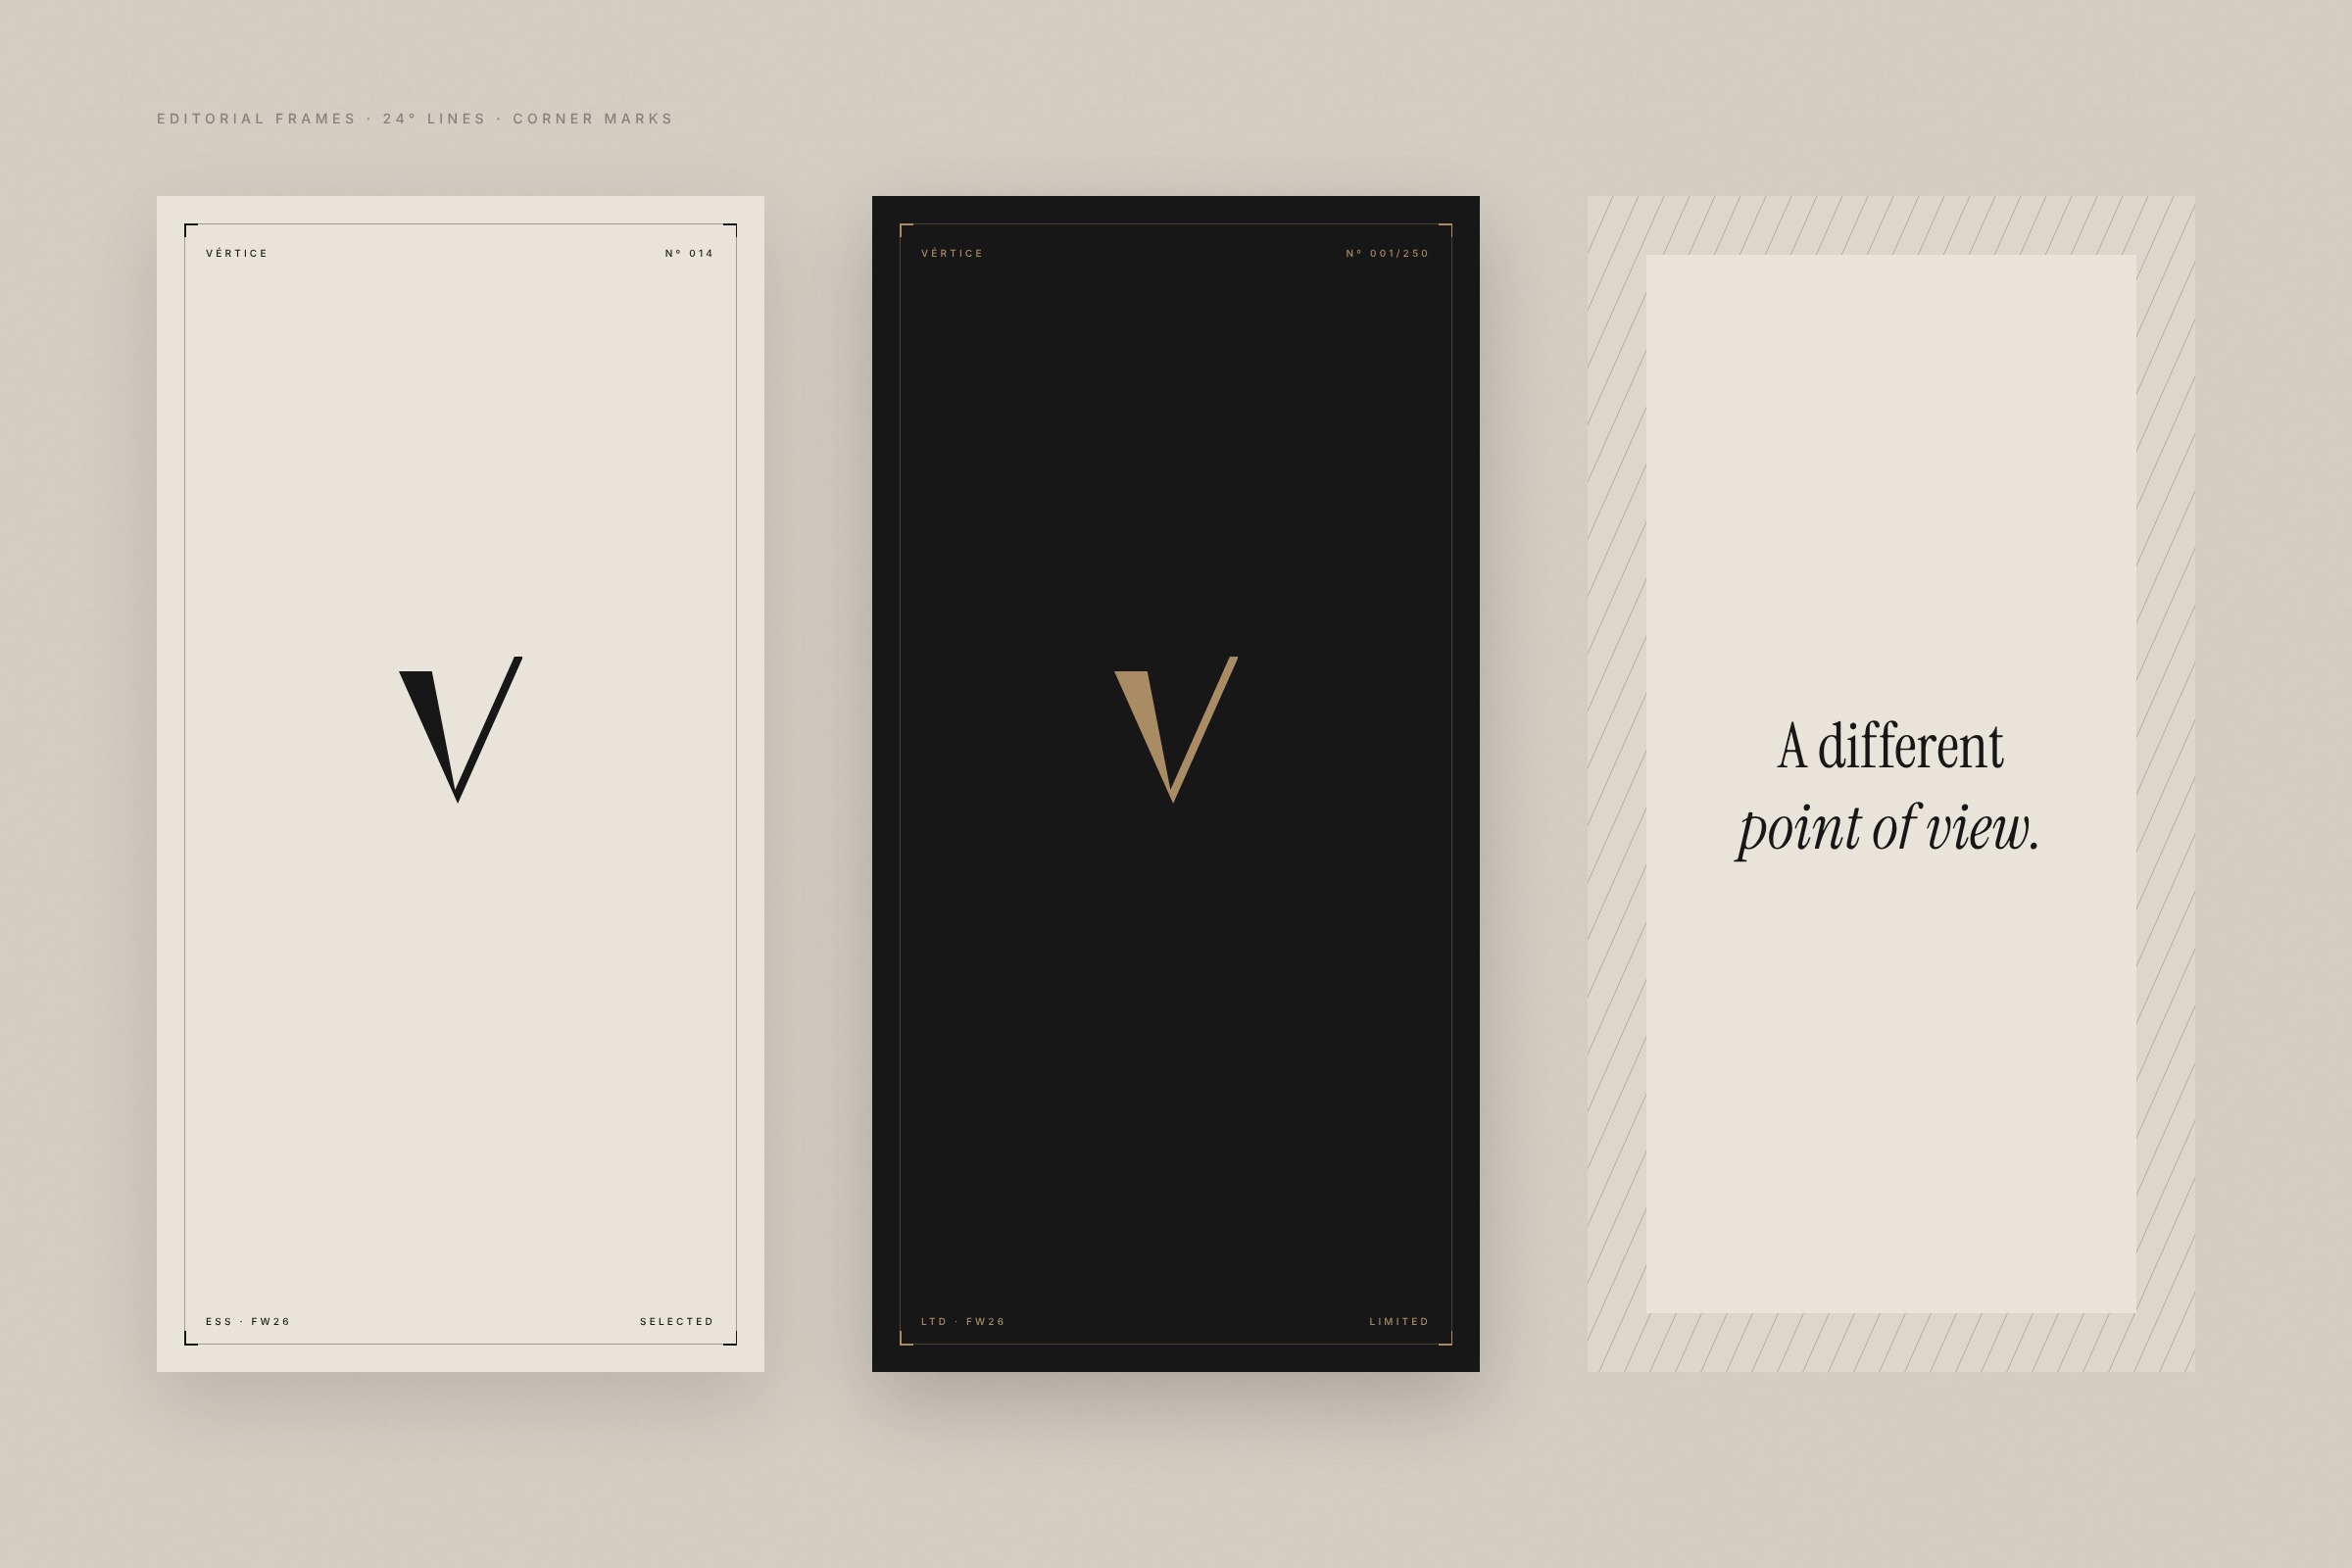 EDITORIAL FRAMES · 24° LINES · CORNER MARKS
VÉRTICE
Nº 014
V
ESS · FW26
SELECTED
VÉRTICE
Nº 001/250
V
LTD · FW26
LIMITED
A different
point of view.